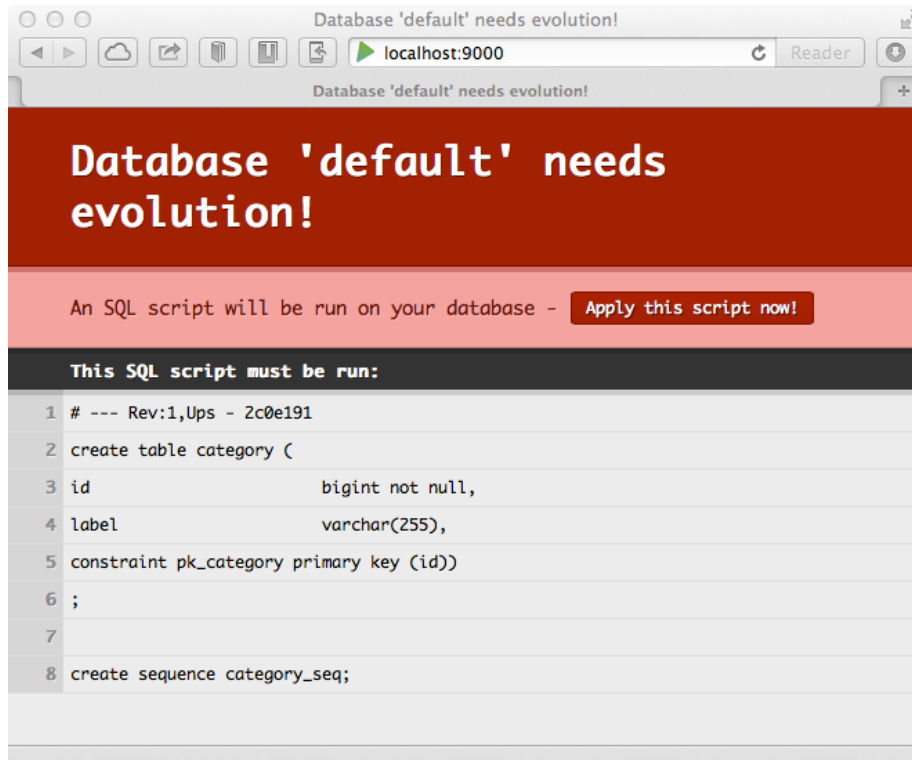 Database 'default' needs evolution!
localhost:9000
Reader
Database 'default' needs evolution!
Database 'default' needs
evolution!
An SQL script will be run on your database - Apply this script now!
This SQL script must be run:
1 # --- Rev:1,Ups - 2c0e191
2 create table category (
3 id bigint not null,
4 label varchar(255),
5 constraint pk_category primary key (id))
6 ;
7
8 create sequence category_seq;